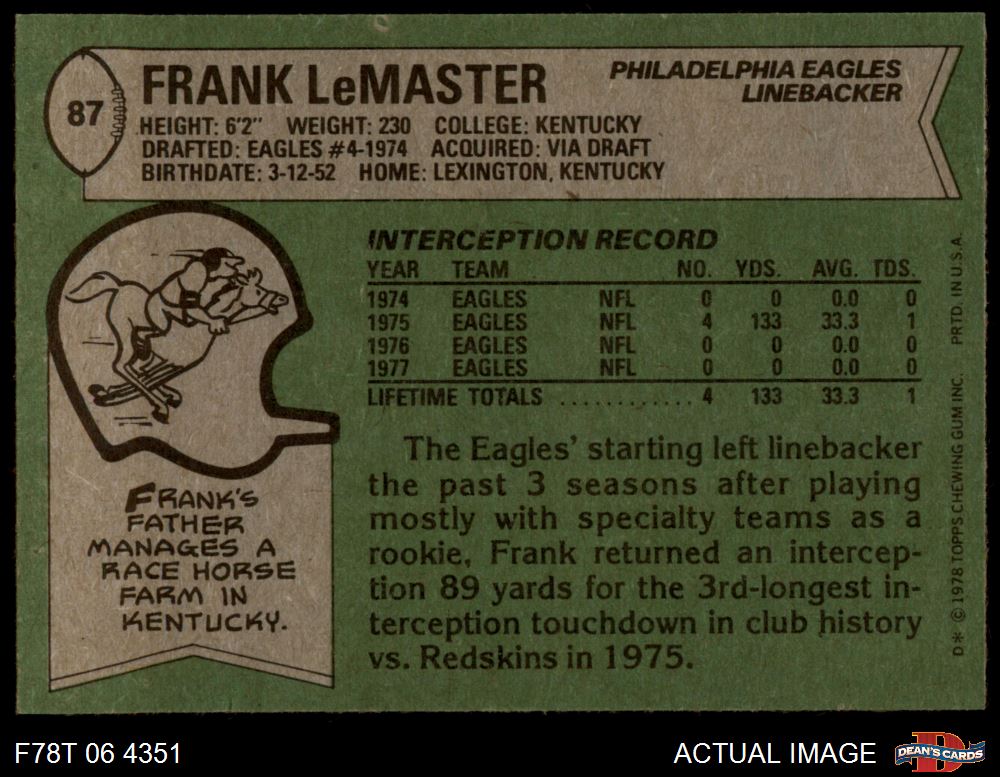 87
FRANK LeMASTER
PHILADELPHIA EAGLES
LINEBACKER
HEIGHT: 6'2" WEIGHT: 230 COLLEGE: KENTUCKY
DRAFTED: EAGLES #4-1974 ACQUIRED: VIA DRAFT
BIRTHDATE: 3-12-52 HOME: LEXINGTON, KENTUCKY
INTERCEPTION RECORD
YEAR TEAM NO. YDS. AVG. TDS.
1974 EAGLES NFL 0 0 0.0 0
1975 EAGLES NFL 4 133 33.3 1
1976 EAGLES NFL 0 0 0.0 0
1977 EAGLES NFL 0 0 0.0 0
LIFETIME TOTALS ............ 4 133 33.3 1
The Eagles' starting left linebacker
the past 3 seasons after playing
mostly with specialty teams as a
rookie, Frank returned an intercep-
tion 89 yards for the 3rd-longest in-
terception touchdown in club history
vs. Redskins in 1975.
FRANK'S
FATHER
MANAGES A
RACE HORSE
FARM IN
KENTUCKY.
D* © 1978 TOPPS CHEWING GUM INC. PRTD. IN U.S.A.
F78T 06 4351
ACTUAL IMAGE
D
DEAN'S CARDS